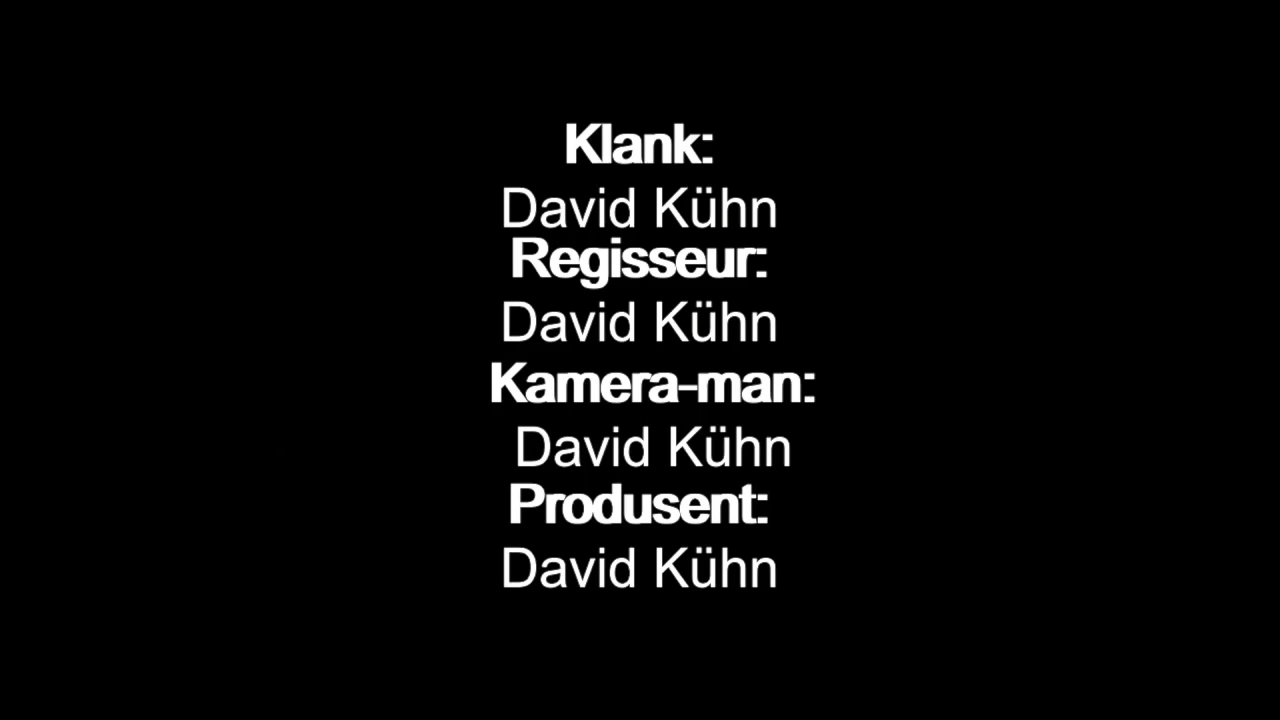 Klank:
David Kühn
Regisseur:
David Kühn
Kamera-man:
David Kühn
Produsent:
David Kühn